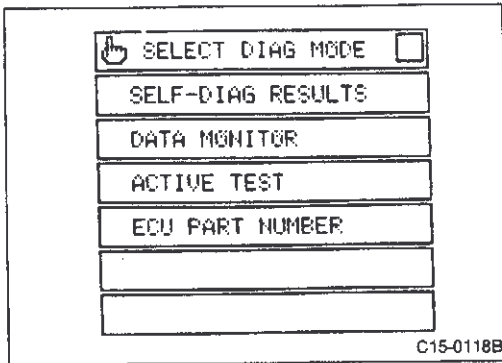 SELECT DIAG MODE
SELF-DIAG RESULTS
DATA MONITOR
ACTIVE TEST
ECU PART NUMBER
C15-0118B